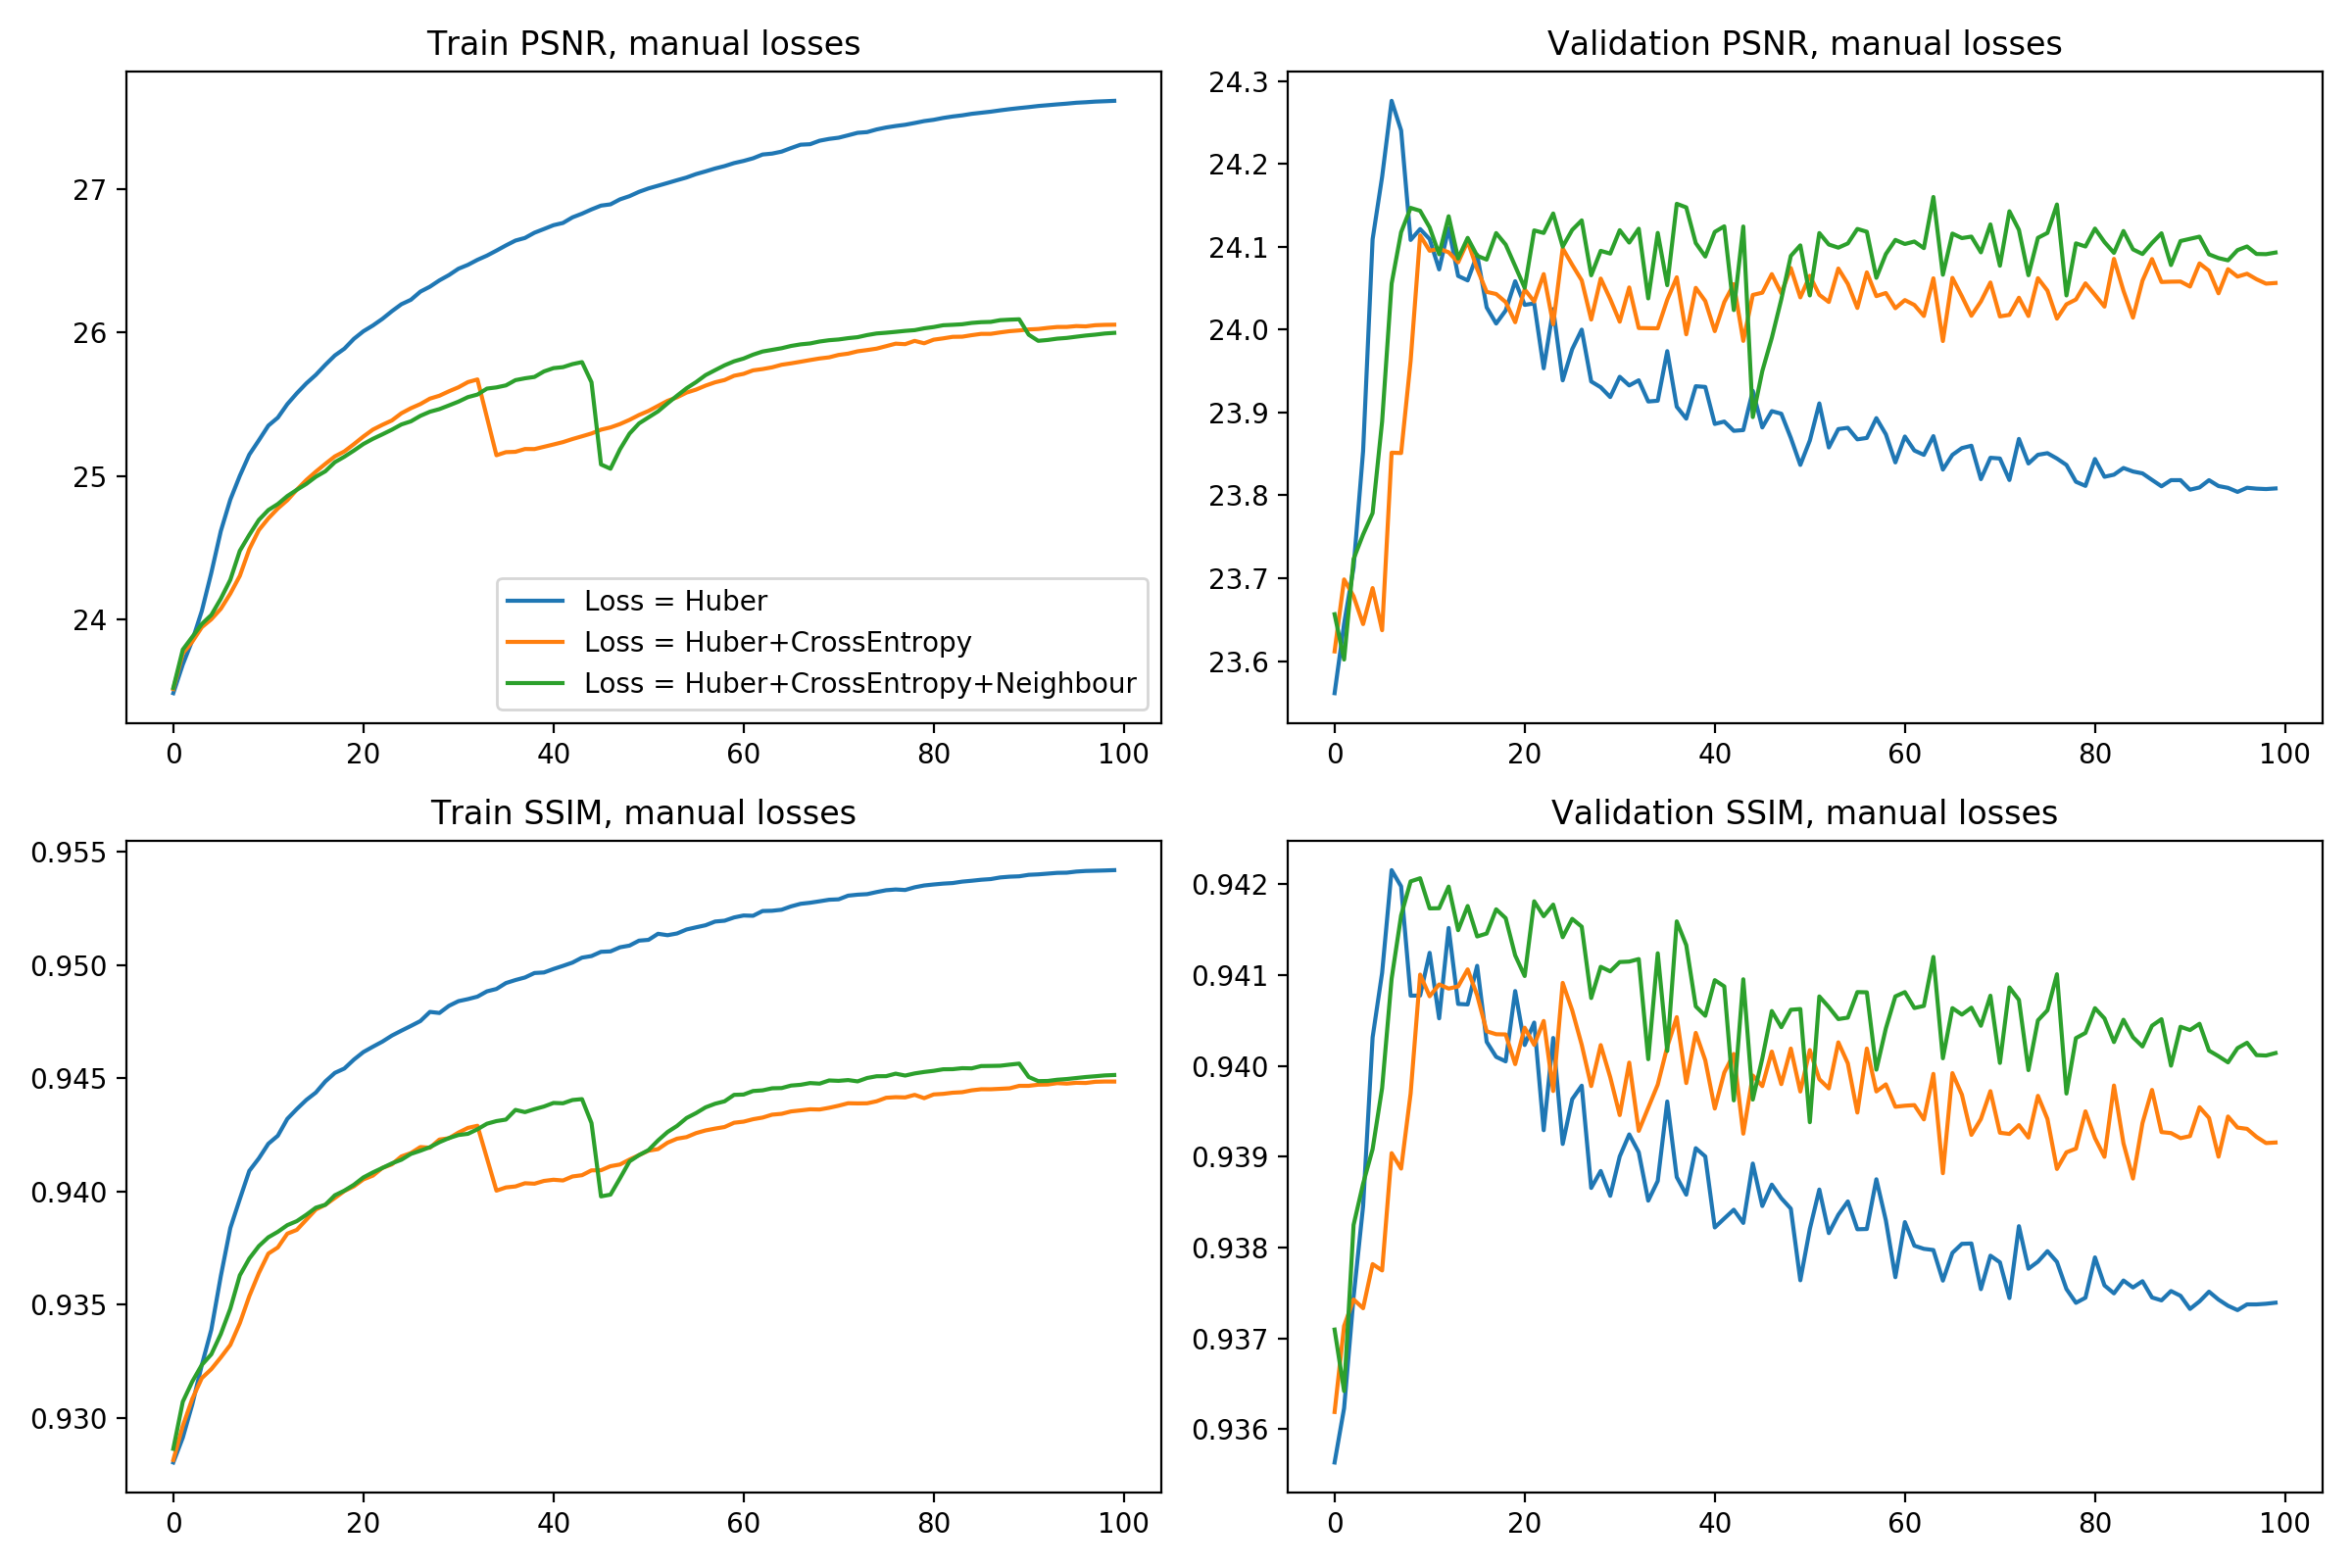 Train PSNR, manual losses
27
26
25
24
Loss = Huber
Loss = Huber+CrossEntropy
Loss = Huber+CrossEntropy+Neighbour
0 20 40 60 80 100
Validation PSNR, manual losses
24.3
24.2
24.1
24.0
23.9
23.8
23.7
23.6
0 20 40 60 80 100
Train SSIM, manual losses
0.955
0.950
0.945
0.940
0.935
0.930
0 20 40 60 80 100
Validation SSIM, manual losses
0.942
0.941
0.940
0.939
0.938
0.937
0.936
0 20 40 60 80 100